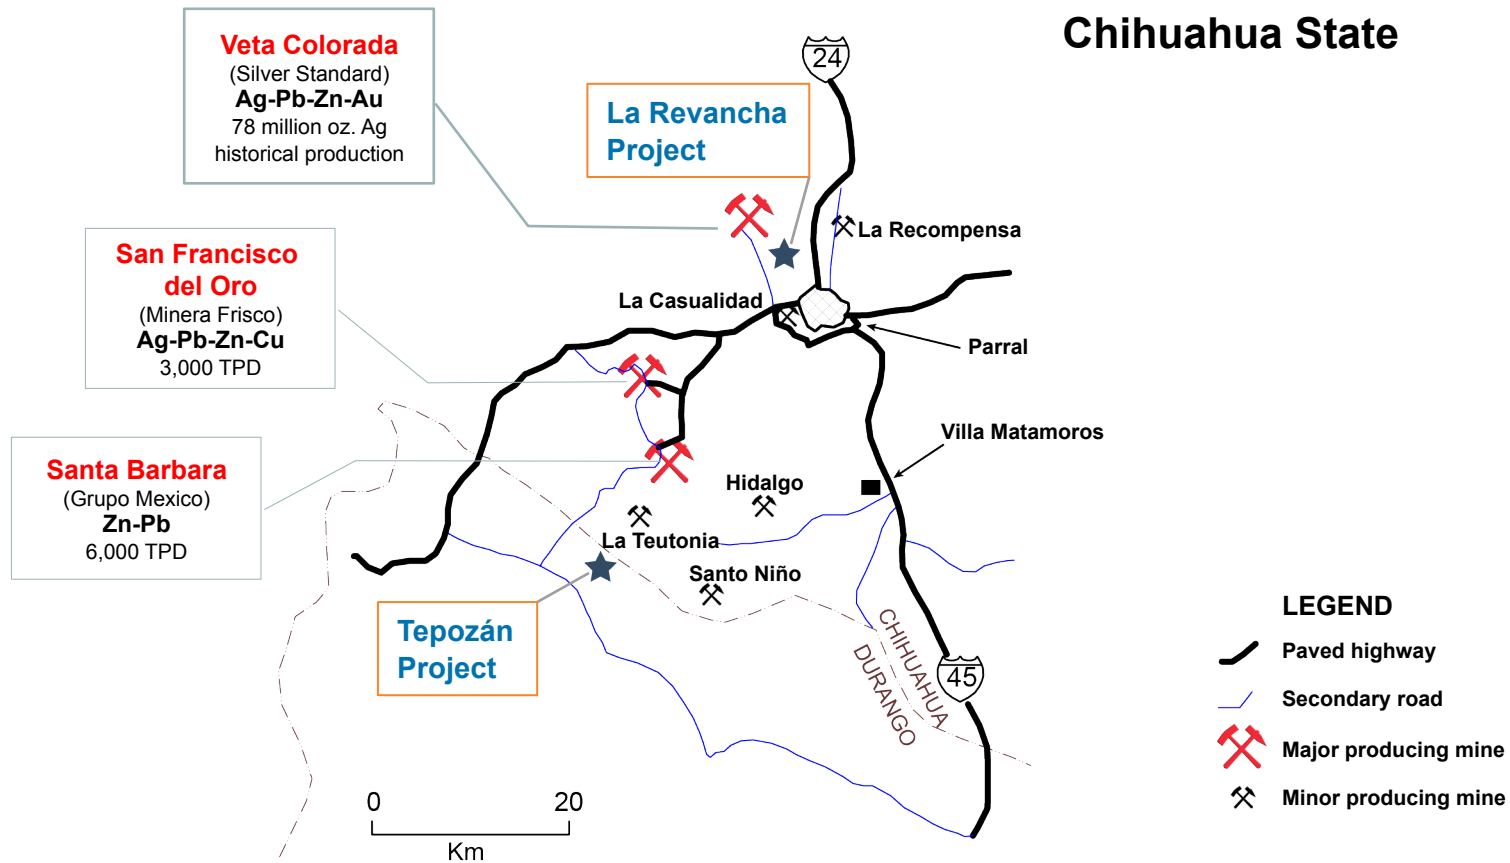 Chihuahua State
Veta Colorada
(Silver Standard)
Ag-Pb-Zn-Au
78 million oz. Ag
historical production
24
La Revancha
Project
La Recompensa
San Francisco
del Oro
(Minera Frisco)
Ag-Pb-Zn-Cu
3,000 TPD
La Casualidad
Parral
Villa Matamoros
Santa Barbara
(Grupo Mexico)
Zn-Pb
6,000 TPD
Hidalgo
La Teutonia
Santo Niño
Tepozán
Project
CHIHUAHUA
DURANGO
45
LEGEND
Paved highway
Secondary road
Major producing mine
Minor producing mine
0 20
Km